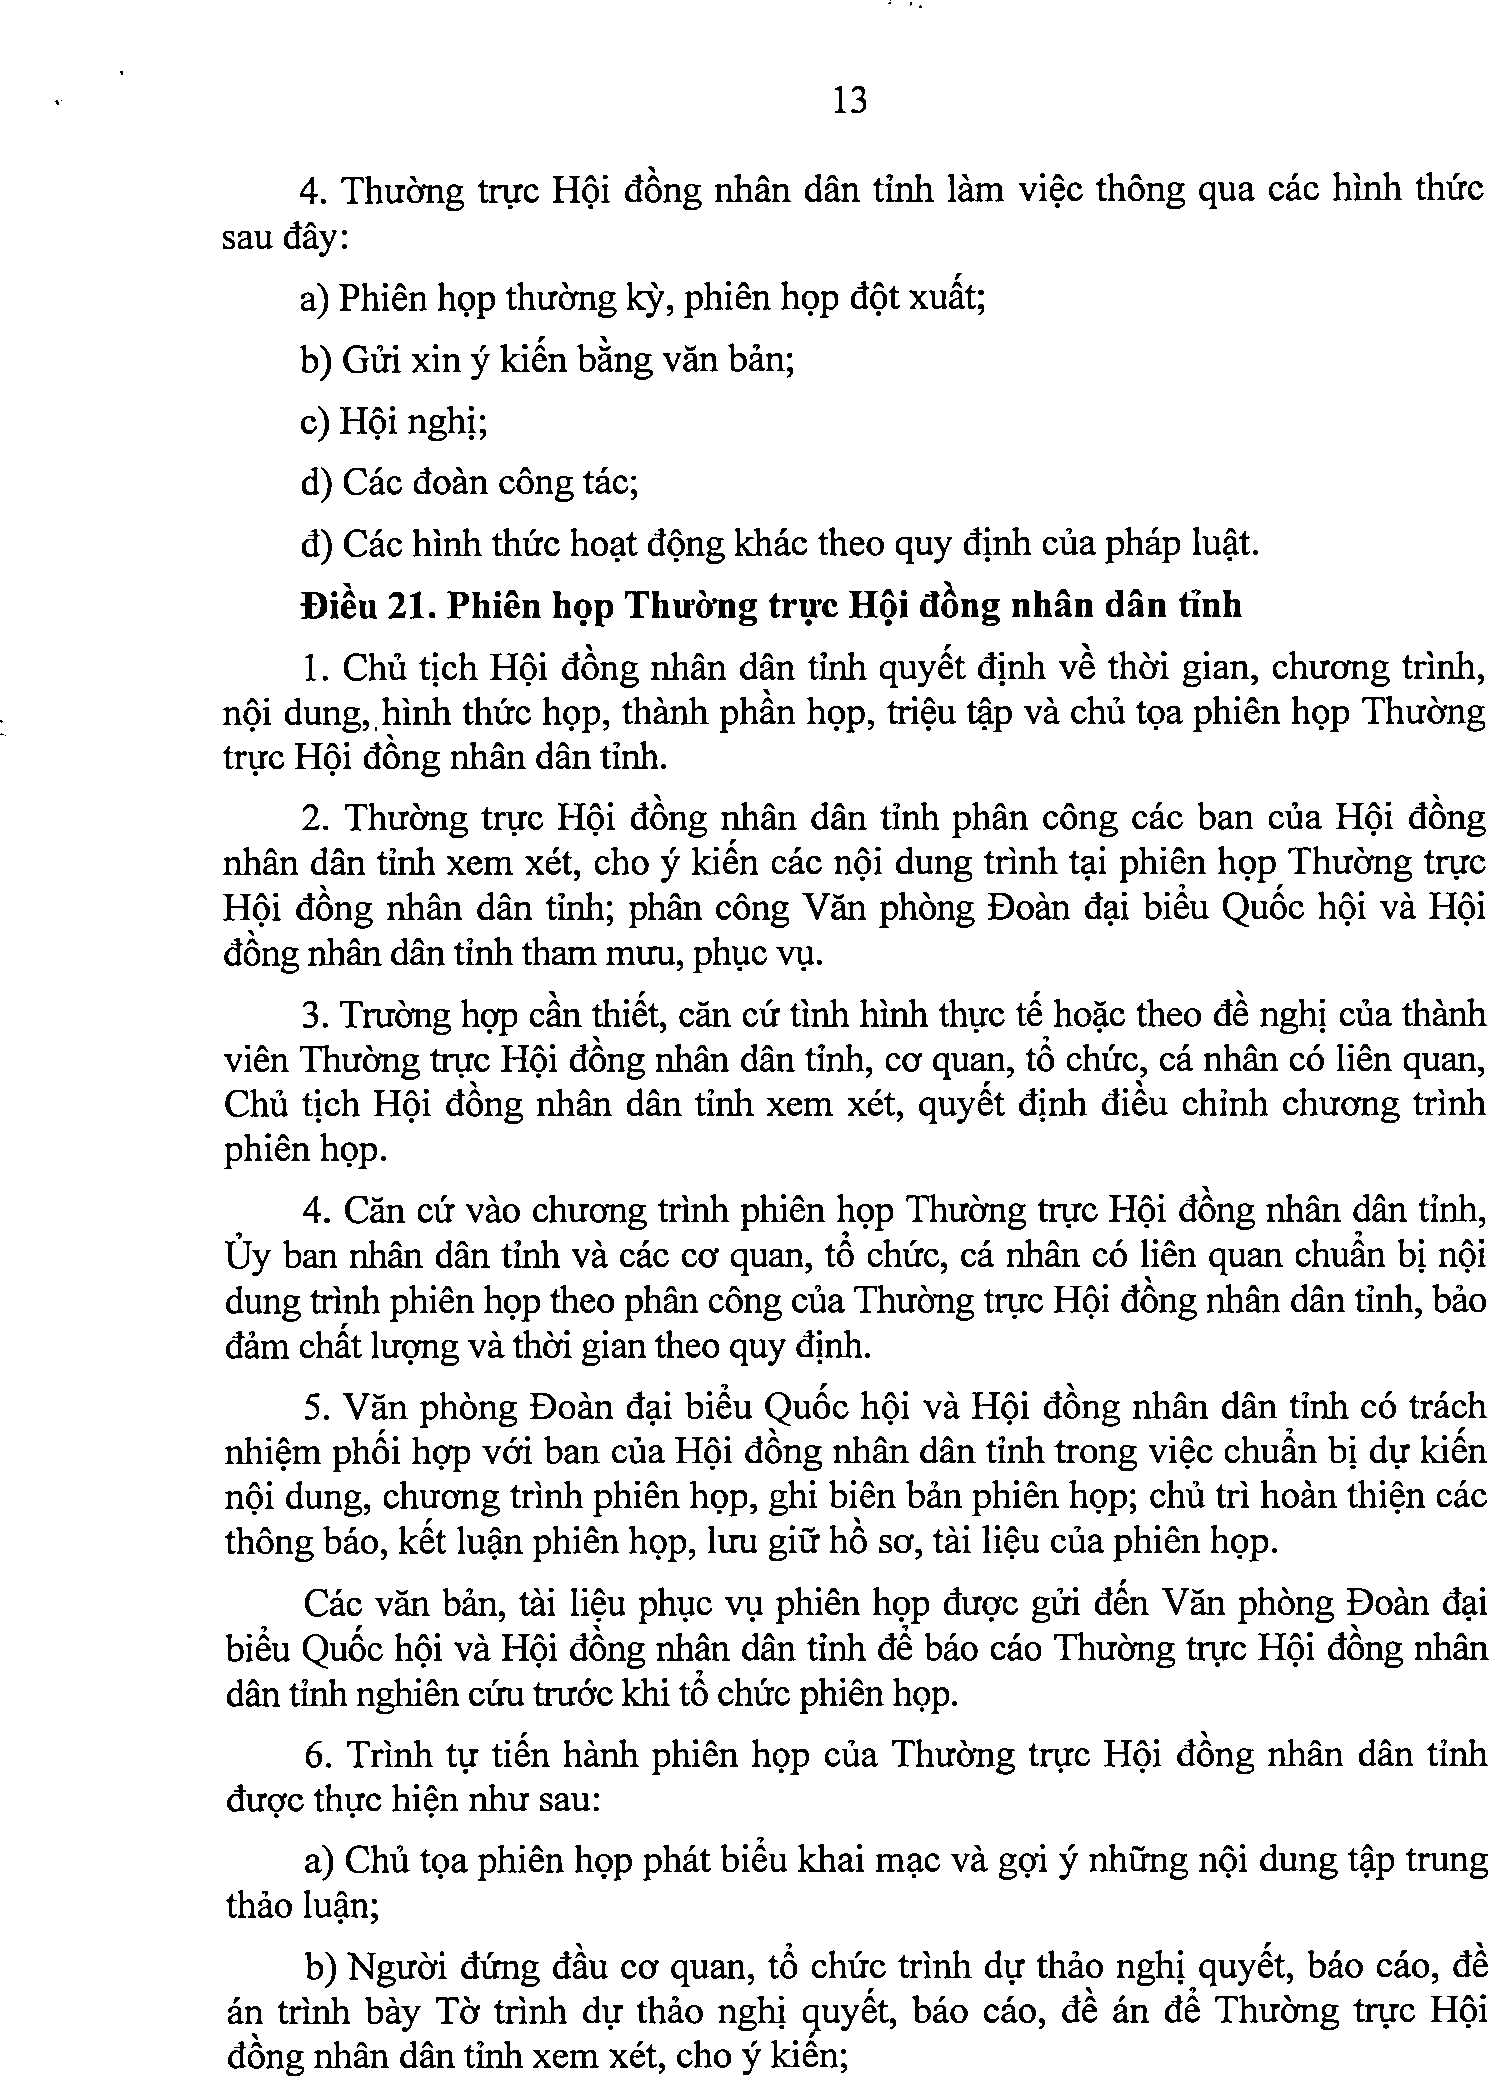 13
4. Thường trực Hội đồng nhân dân tỉnh làm việc thông qua các hình thức
sau đây:
a) Phiên họp thường kỳ, phiên họp đột xuất;
b) Gửi xin ý kiến bằng văn bản;
c) Hội nghị;
d) Các đoàn công tác;
đ) Các hình thức hoạt động khác theo quy định của pháp luật.
Điều 21. Phiên họp Thường trực Hội đồng nhân dân tỉnh
1. Chủ tịch Hội đồng nhân dân tỉnh quyết định về thời gian, chương trình,
nội dung, hình thức họp, thành phần họp, triệu tập và chủ tọa phiên họp Thường
trực Hội đồng nhân dân tỉnh.
2. Thường trực Hội đồng nhân dân tỉnh phân công các ban của Hội đồng
nhân dân tỉnh xem xét, cho ý kiến các nội dung trình tại phiên họp Thường trực
Hội đồng nhân dân tỉnh; phân công Văn phòng Đoàn đại biểu Quốc hội và Hội
đồng nhân dân tỉnh tham mưu, phục vụ.
3. Trường hợp cần thiết, căn cứ tình hình thực tế hoặc theo đề nghị của thành
viên Thường trực Hội đồng nhân dân tỉnh, cơ quan, tổ chức, cá nhân có liên quan,
Chủ tịch Hội đồng nhân dân tỉnh xem xét, quyết định điều chỉnh chương trình
phiên họp.
4. Căn cứ vào chương trình phiên họp Thường trực Hội đồng nhân dân tỉnh,
Ủy ban nhân dân tỉnh và các cơ quan, tổ chức, cá nhân có liên quan chuẩn bị nội
dung trình phiên họp theo phân công của Thường trực Hội đồng nhân dân tỉnh, bảo
đảm chất lượng và thời gian theo quy định.
5. Văn phòng Đoàn đại biểu Quốc hội và Hội đồng nhân dân tỉnh có trách
nhiệm phối hợp với ban của Hội đồng nhân dân tỉnh trong việc chuẩn bị dự kiến
nội dung, chương trình phiên họp, ghi biên bản phiên họp; chủ trì hoàn thiện các
thông báo, kết luận phiên họp, lưu giữ hồ sơ, tài liệu của phiên họp.
Các văn bản, tài liệu phục vụ phiên họp được gửi đến Văn phòng Đoàn đại
biểu Quốc hội và Hội đồng nhân dân tỉnh để báo cáo Thường trực Hội đồng nhân
dân tỉnh nghiên cứu trước khi tổ chức phiên họp.
6. Trình tự tiến hành phiên họp của Thường trực Hội đồng nhân dân tỉnh
được thực hiện như sau:
a) Chủ tọa phiên họp phát biểu khai mạc và gợi ý những nội dung tập trung
thảo luận;
b) Người đứng đầu cơ quan, tổ chức trình dự thảo nghị quyết, báo cáo, đề
án trình bày Tờ trình dự thảo nghị quyết, báo cáo, đề án để Thường trực Hội
đồng nhân dân tỉnh xem xét, cho ý kiến;